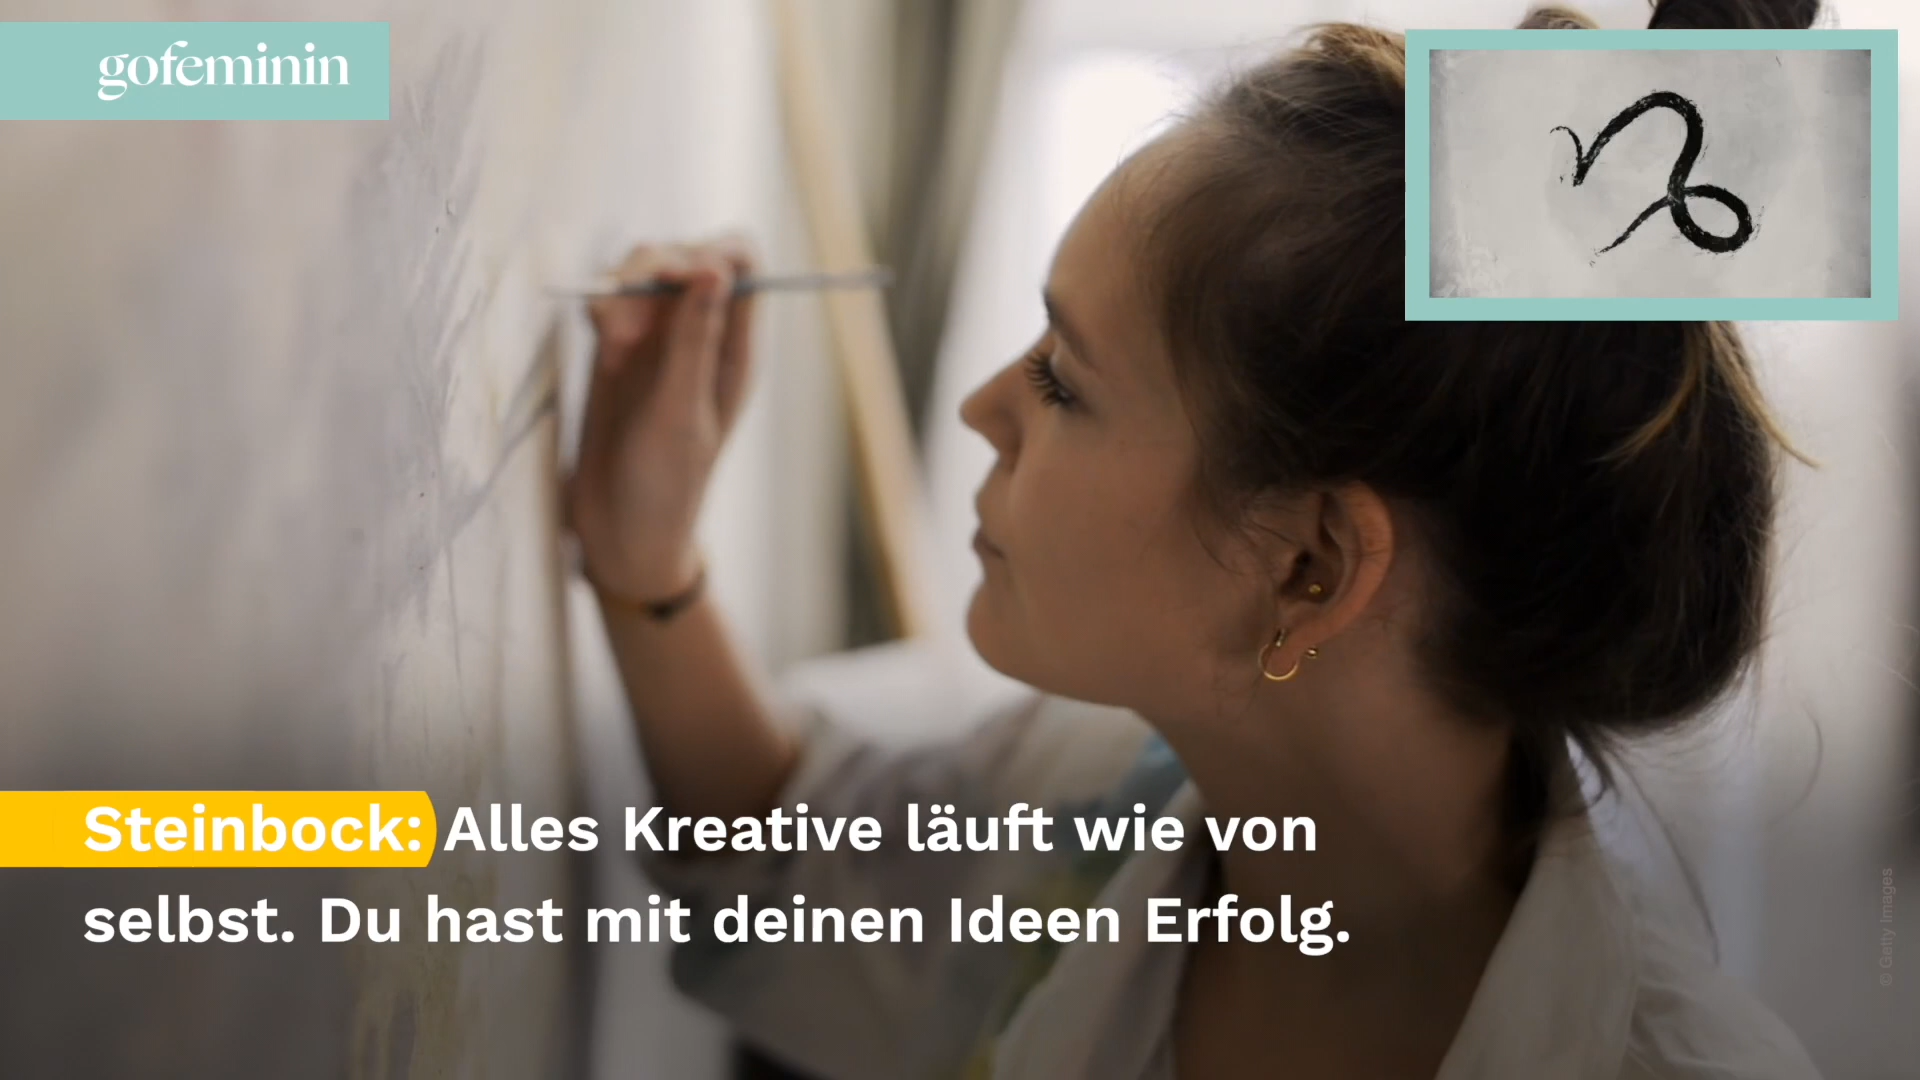 gofeminin
Steinbock: Alles Kreative läuft wie von
selbst. Du hast mit deinen Ideen Erfolg.
© Getty Images